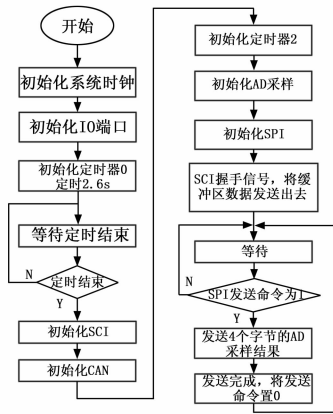 开始
初始化系统时钟
初始化IO端口
初始化定时器0
定时2.6s
等待定时结束
N
定时结束
Y
初始化SCI
初始化CAN
初始化定时器2
初始化AD采样
初始化SPI
SCI握手信号，将缓
冲区数据发送出去
等待
N
SPI发送命令为1
Y
发送4个字节的AD
采样结果
发送完成，将发送
命令置0